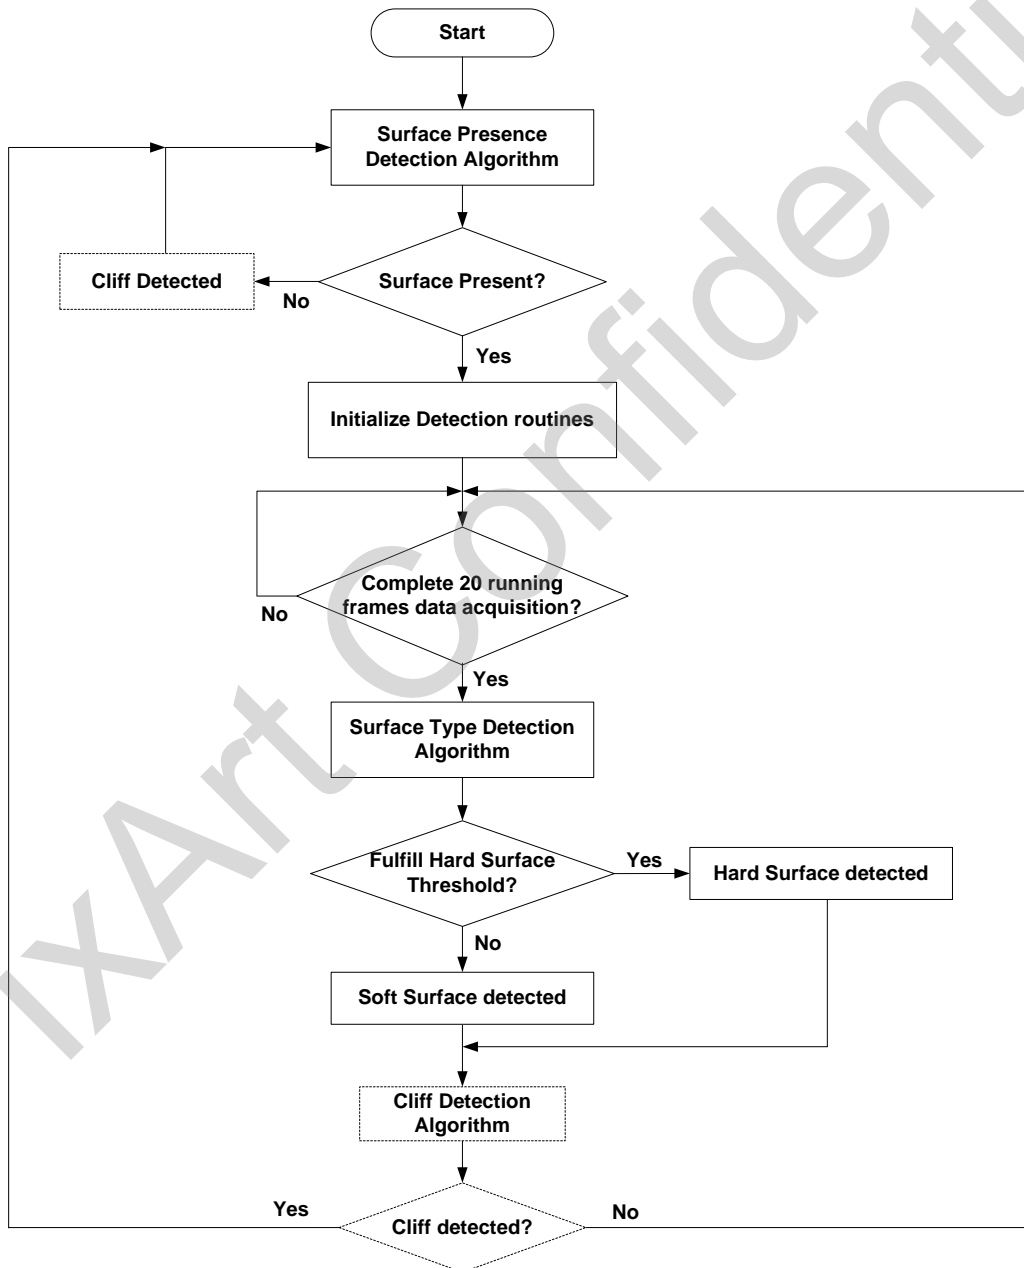 Start
Surface Presence
Detection Algorithm
Cliff Detected
Surface Present?
No
Yes
Initialize Detection routines
Complete 20 running
frames data acquisition?
No
Yes
Surface Type Detection
Algorithm
Fulfill Hard Surface
Threshold?
Yes
Hard Surface detected
No
Soft Surface detected
Cliff Detection
Algorithm
Yes
Cliff detected?
No
ixArt Confidenti